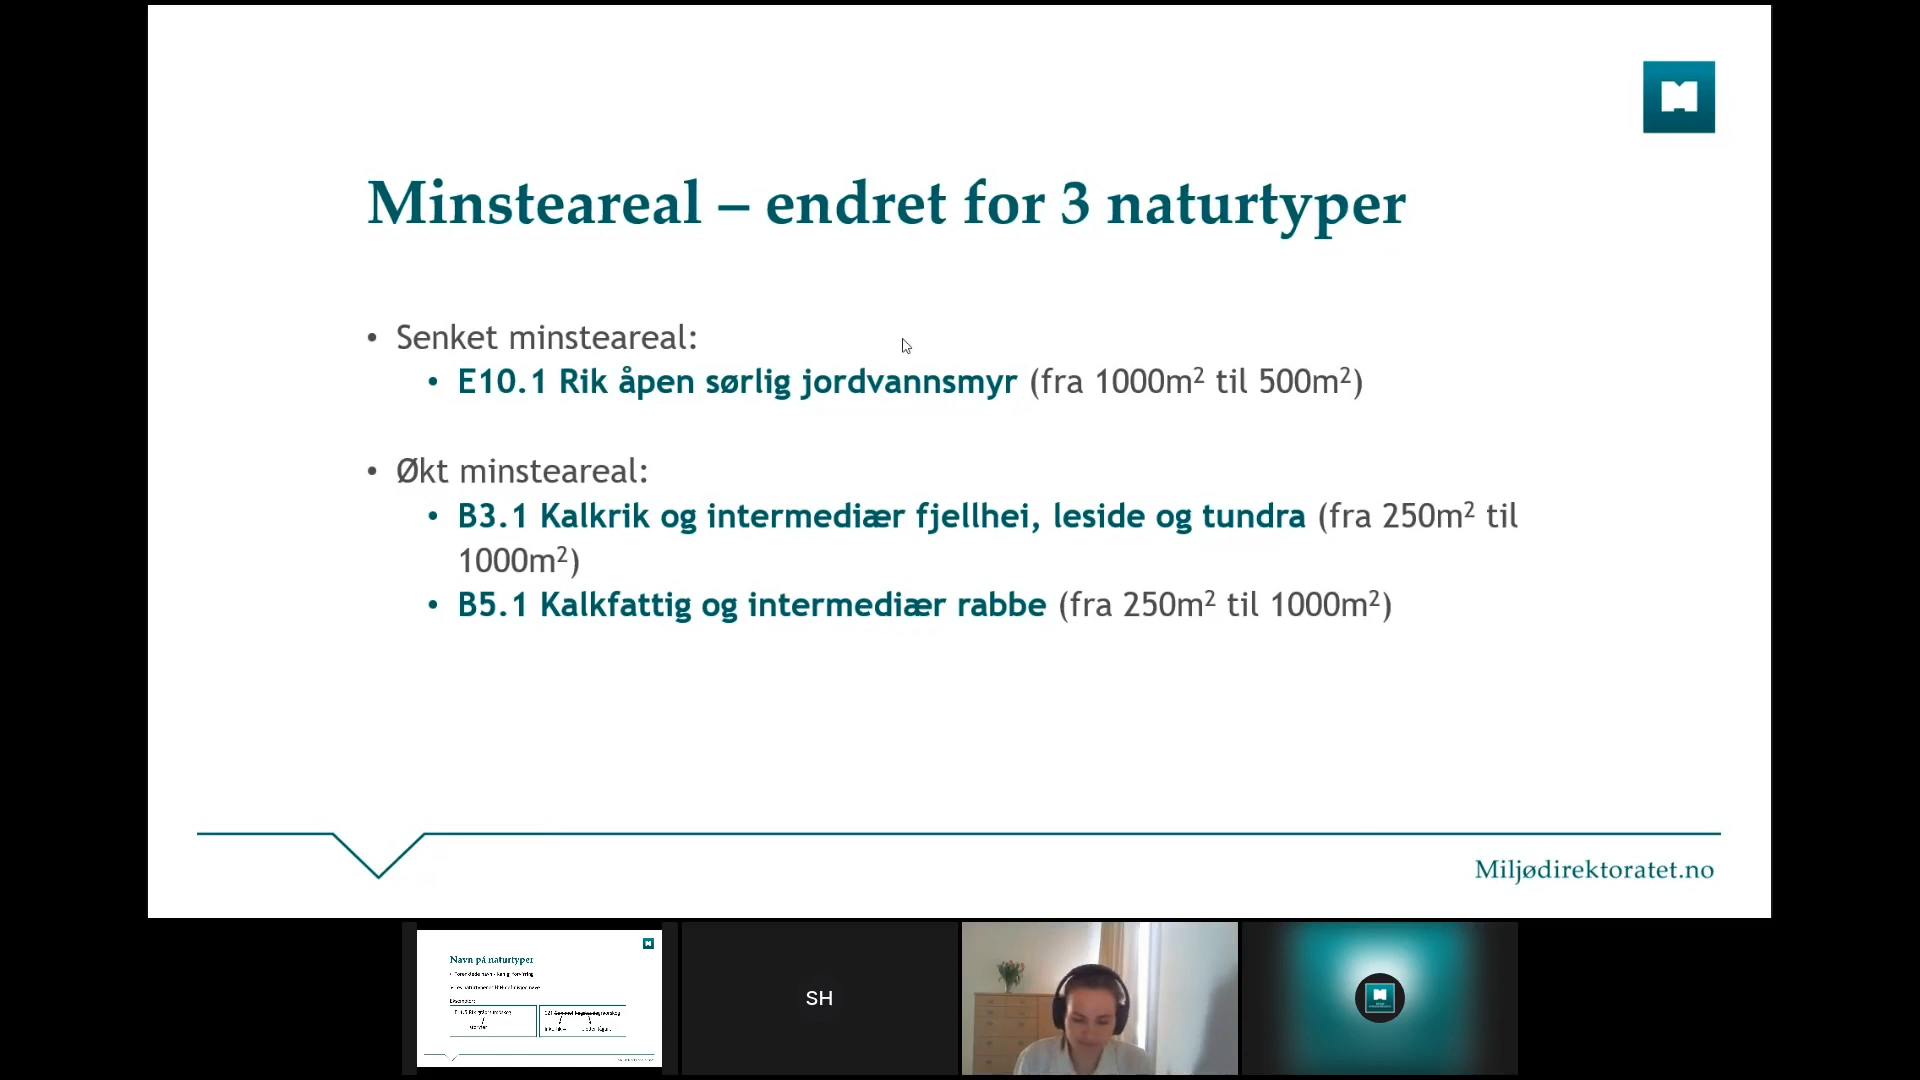 Minsteareal – endret for 3 naturtyper
• Senket minsteareal:
• E10.1 Rik åpen sørlig jordvannsmyr (fra 1000m² til 500m²)
• Økt minsteareal:
• B3.1 Kalkrik og intermediær fjellhei, leside og tundra (fra 250m² til
1000m²)
• B5.1 Kalkfattig og intermediær rabbe (fra 250m² til 1000m²)
Miljødirektoratet.no
Navn på naturtyper
SH